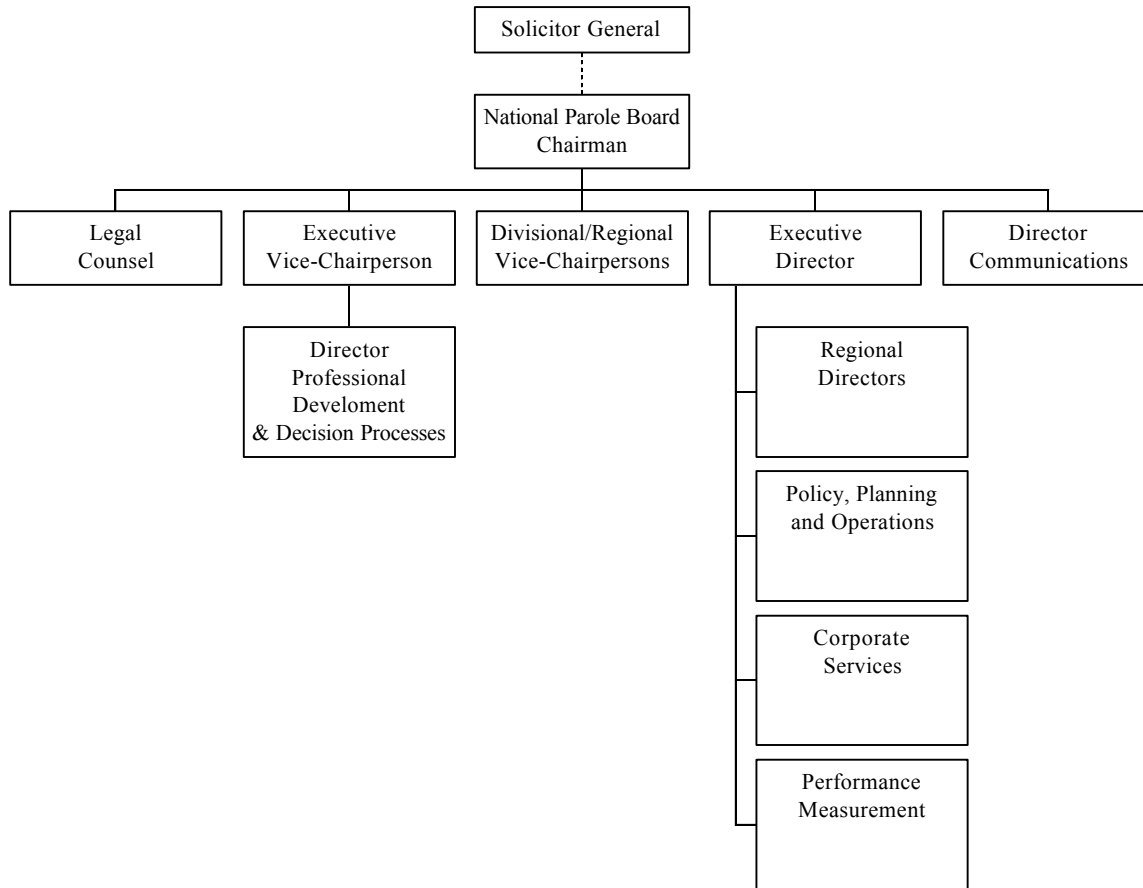 Solicitor General
National Parole Board
Chairman
Legal
Counsel
Executive
Vice-Chairperson
Divisional/Regional
Vice-Chairpersons
Executive
Director
Director
Communications
Director
Professional
Develoment
& Decision Processes
Regional
Directors
Policy, Planning
and Operations
Corporate
Services
Performance
Measurement